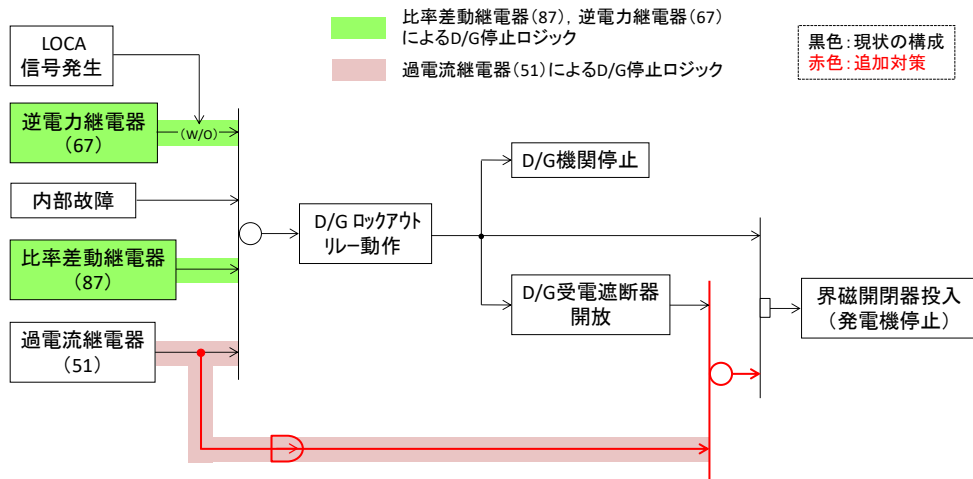 LOCA
信号発生
比率差動継電器(87), 逆電力継電器(67)
によるD/G停止ロジック
過電流継電器(51)によるD/G停止ロジック
黒色：現状の構成
赤色：追加対策
逆電力継電器
(67)
(W/O)
内部故障
比率差動継電器
(87)
過電流継電器
(51)
D/G ロックアウト
リレー動作
D/G機関停止
D/G受電遮断器
開放
界磁開閉器投入
(発電機停止)